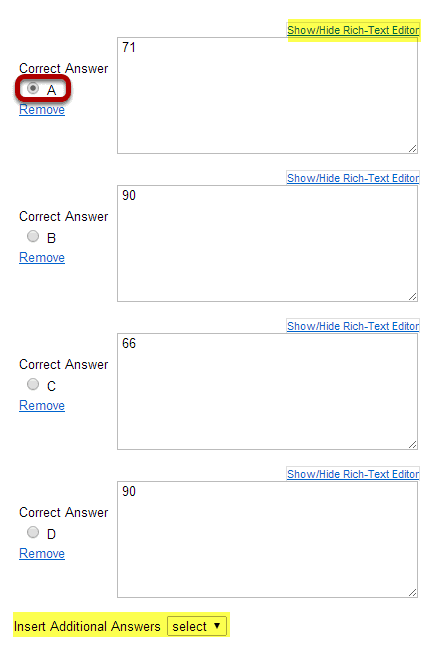 Show/Hide Rich-Text Editor
71
Correct Answer
A
Remove
Show/Hide Rich-Text Editor
90
Correct Answer
B
Remove
Show/Hide Rich-Text Editor
66
Correct Answer
C
Remove
Show/Hide Rich-Text Editor
90
Correct Answer
D
Remove
Insert Additional Answers select